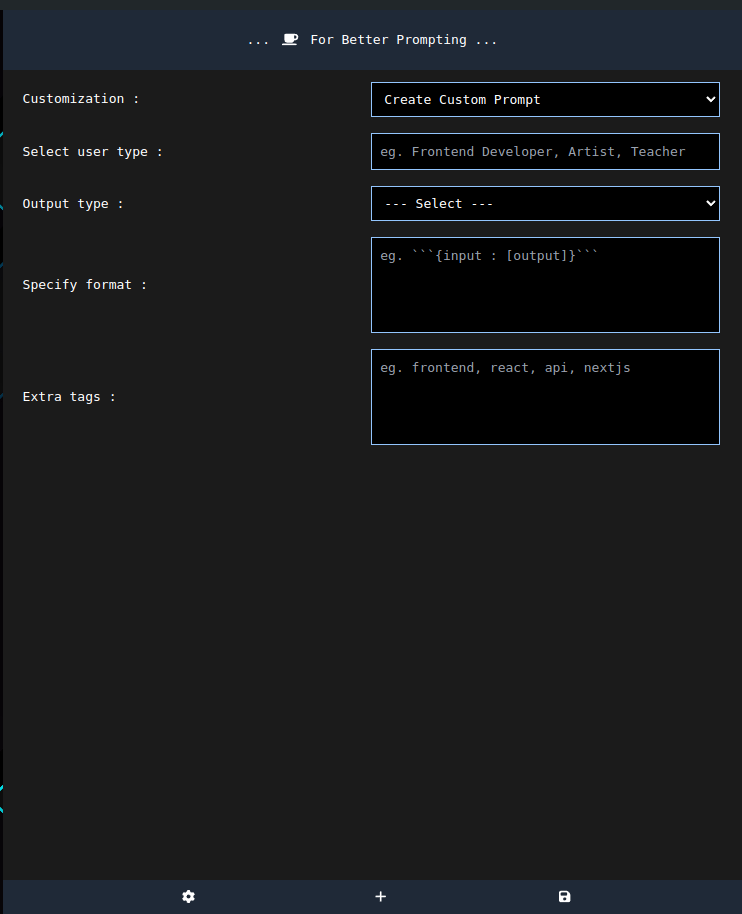 ... For Better Prompting ...
Customization :
Create Custom Prompt
Select user type :
eg. Frontend Developer, Artist, Teacher
Output type :
--- Select ---
Specify format :
eg. ```{input : [output]}```
Extra tags :
eg. frontend, react, api, nextjs